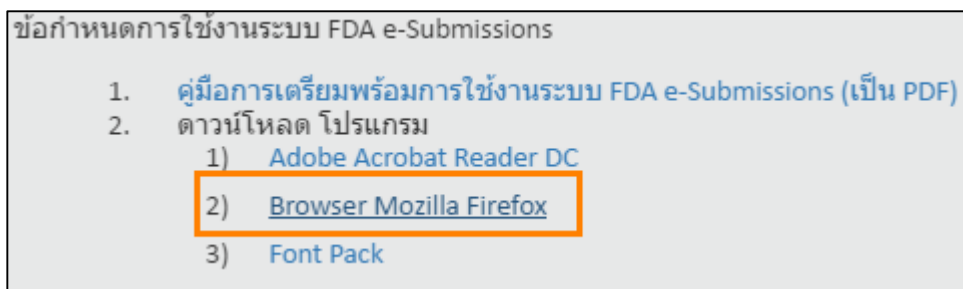 ข้อกำหนดการใช้งานระบบ FDA e-Submissions
1. คู่มือการเตรียมพร้อมการใช้งานระบบ FDA e-Submissions (เป็น PDF)
2. ดาวน์โหลด โปรแกรม
1) Adobe Acrobat Reader DC
2) Browser Mozilla Firefox
3) Font Pack